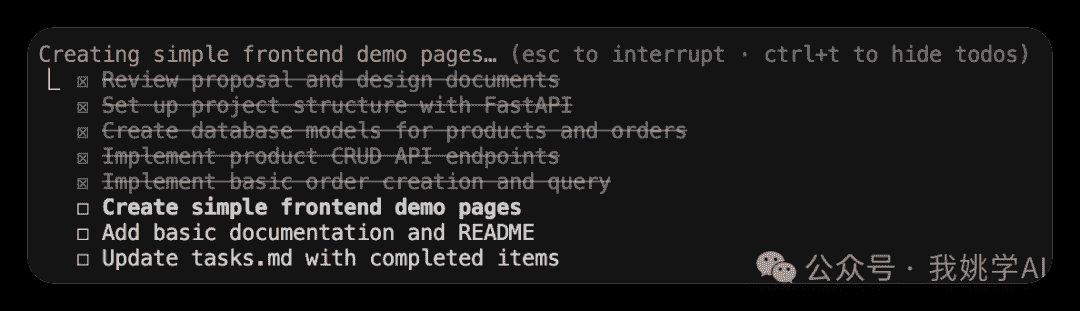 Creating simple frontend demo pages… (esc to interrupt · ctrl+t to hide todos)
☒ Review proposal and design documents
☒ Set up project structure with FastAPI
☒ Create database models for products and orders
☒ Implement product CRUD API endpoints
☒ Implement basic order creation and query
☐ Create simple frontend demo pages
☐ Add basic documentation and README
☐ Update tasks.md with completed items
公众号 · 我姚学AI